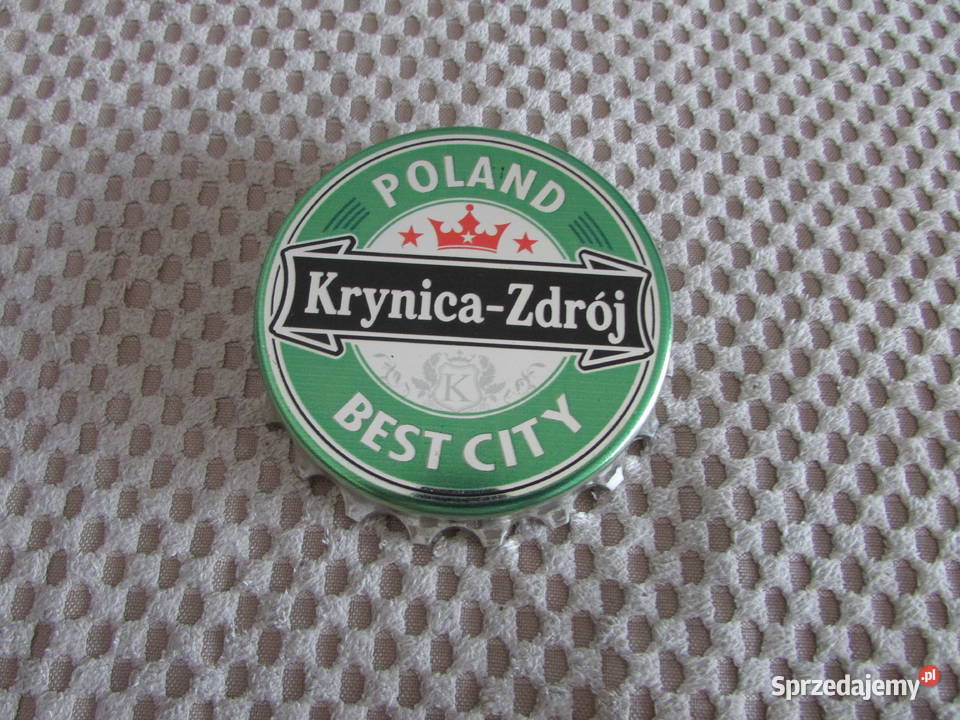 POLAND
Krynica-Zdrój
K
BEST CITY
Sprzedajemy.pl